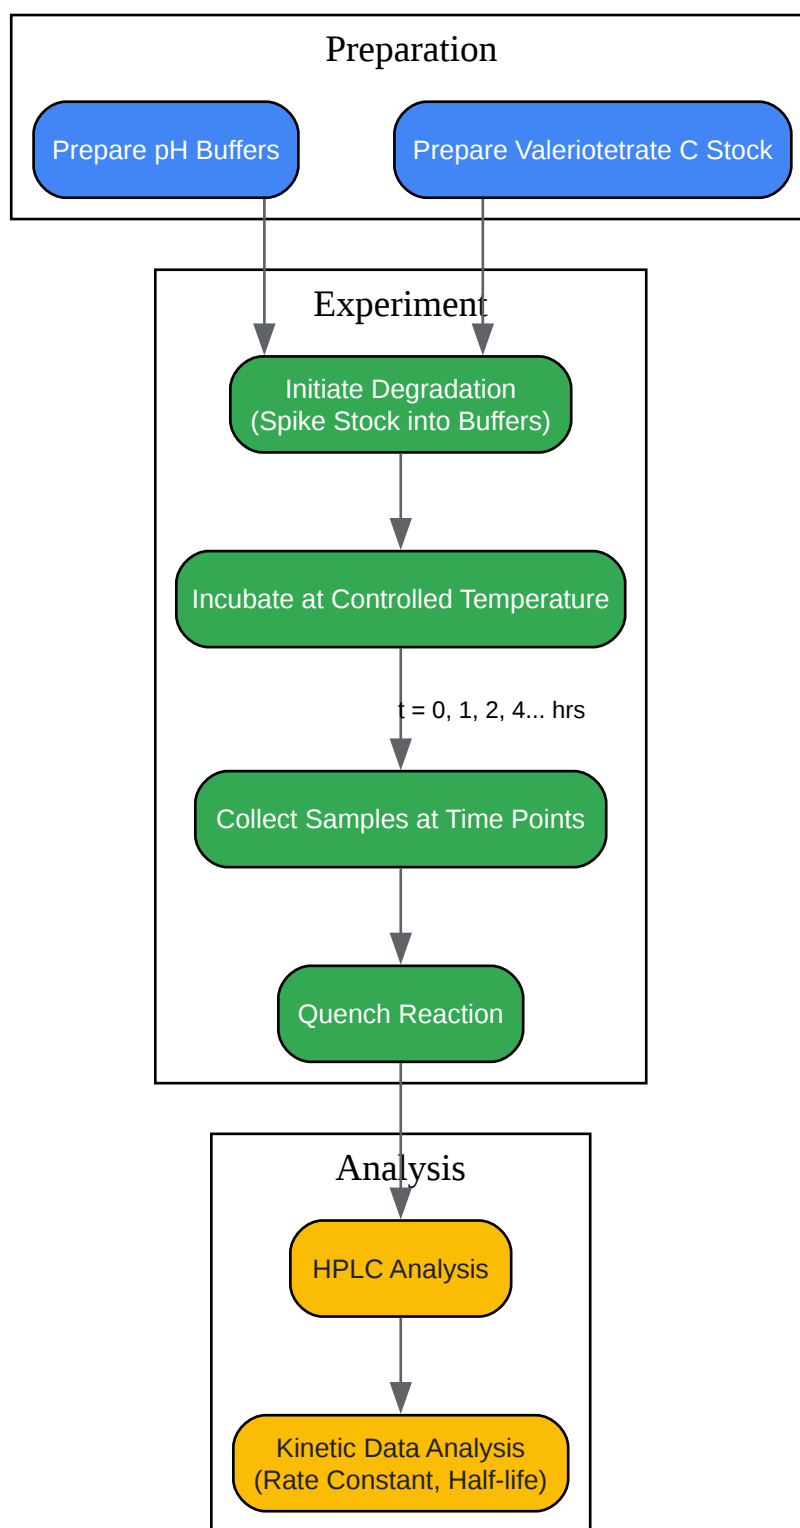 Preparation
Prepare pH Buffers
Prepare Valeriotetrate C Stock
Experiment
Initiate Degradation
(Spike Stock into Buffers)
Incubate at Controlled Temperature
t = 0, 1, 2, 4... hrs
Collect Samples at Time Points
Quench Reaction
Analysis
HPLC Analysis
Kinetic Data Analysis
(Rate Constant, Half-life)